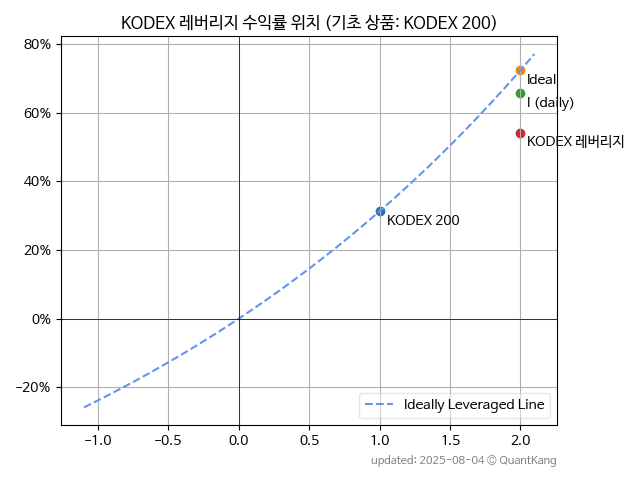 KODEX 레버리지 수익률 위치 (기초 상품: KODEX 200)
80%
60%
40%
20%
0%
−20%
Ideal
I (daily)
KODEX 레버리지
KODEX 200
Ideally Leveraged Line
−1.0 −0.5 0.0 0.5 1.0 1.5 2.0
updated: 2025-08-04 © QuantKang